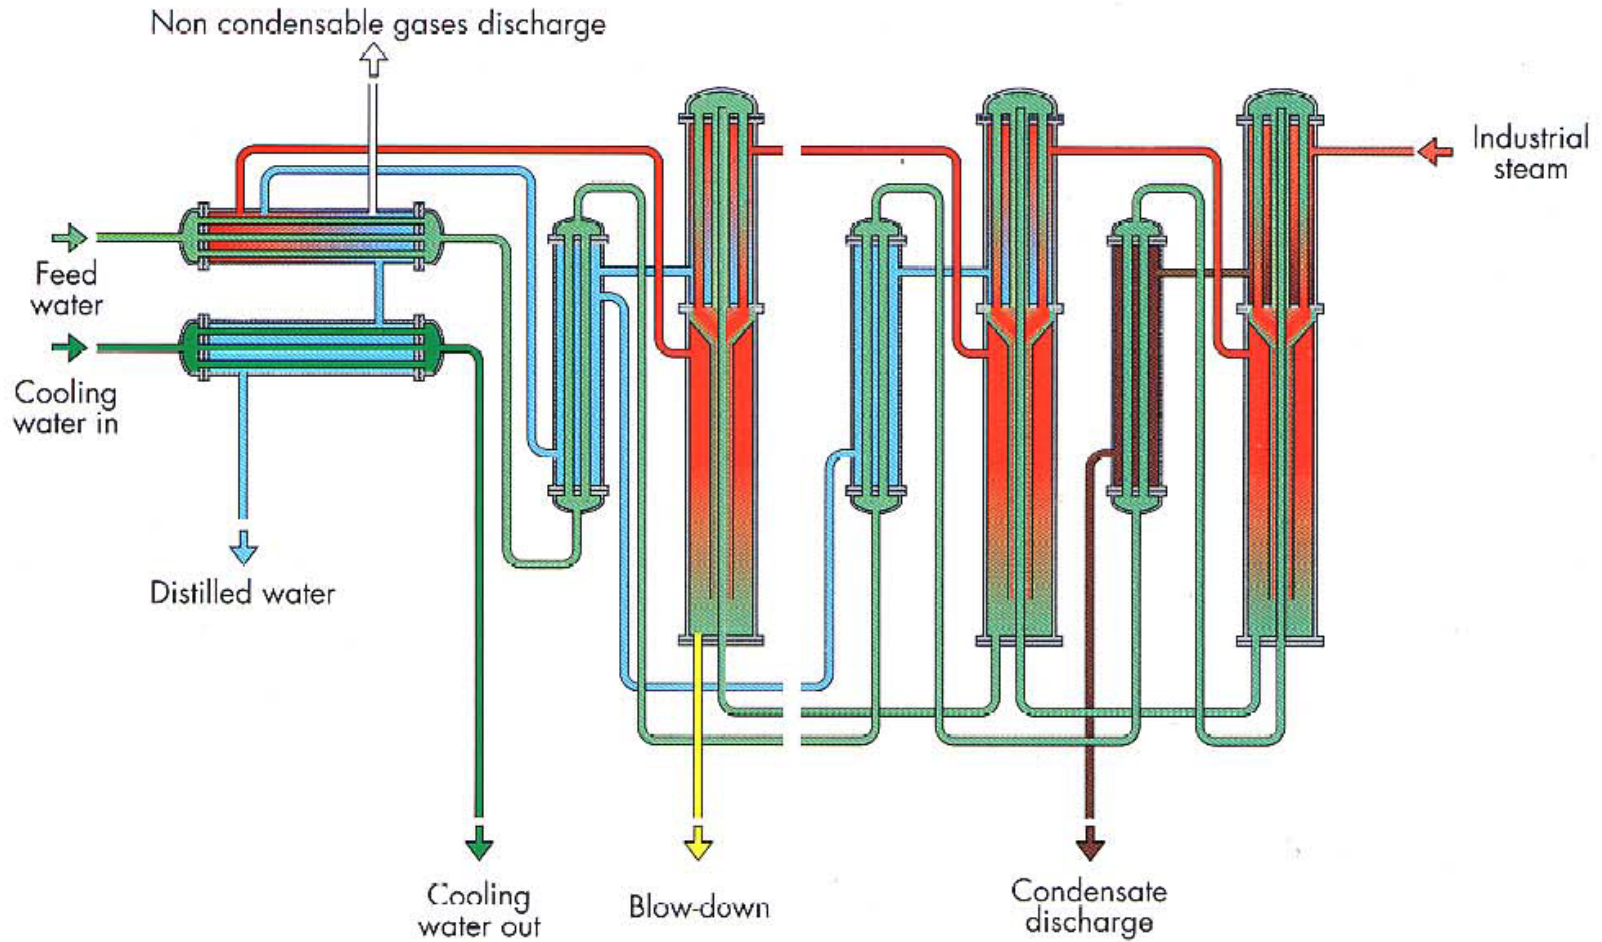 Non condensable gases discharge
Industrial
steam
Feed
water
Cooling
water in
Distilled water
Cooling
water out
Blow-down
Condensate
discharge